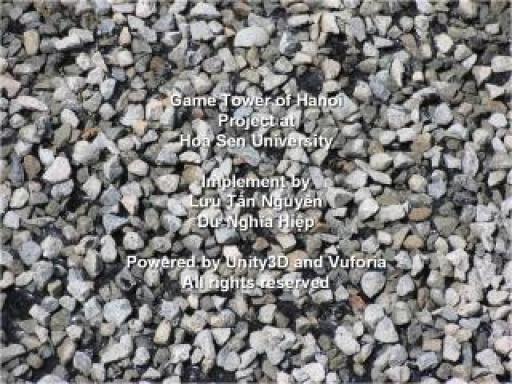 Game Tower of Hanoi
Project at
Hoa Sen University
Implement by
Lưu Tấn Nguyên
Dư Nghĩa Hiệp
Powered by Unity3D and Vuforia
All rights reserved